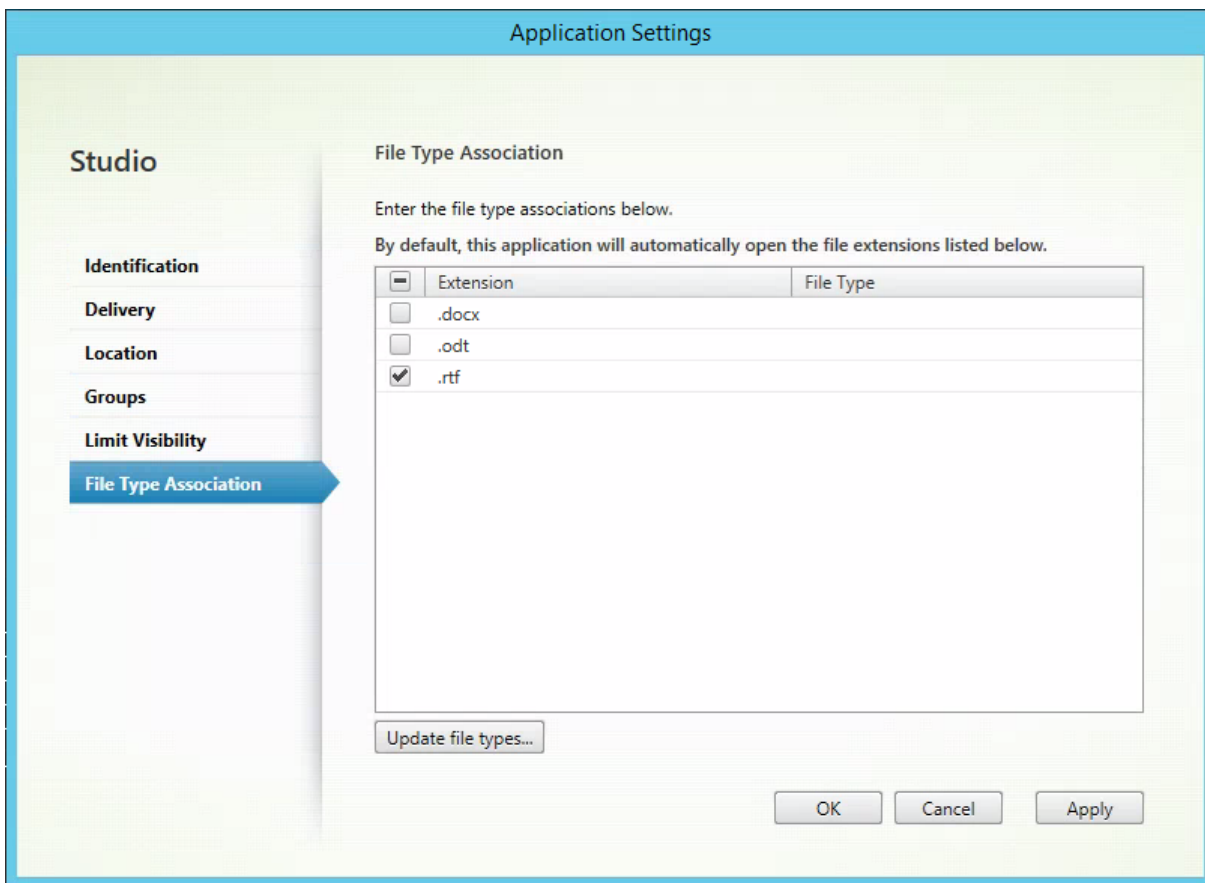 Application Settings
Studio
Identification
Delivery
Location
Groups
Limit Visibility
File Type Association
File Type Association
Enter the file type associations below.
By default, this application will automatically open the file extensions listed below.
Extension File Type
.docx
.odt
.rtf
Update file types...
OK Cancel Apply